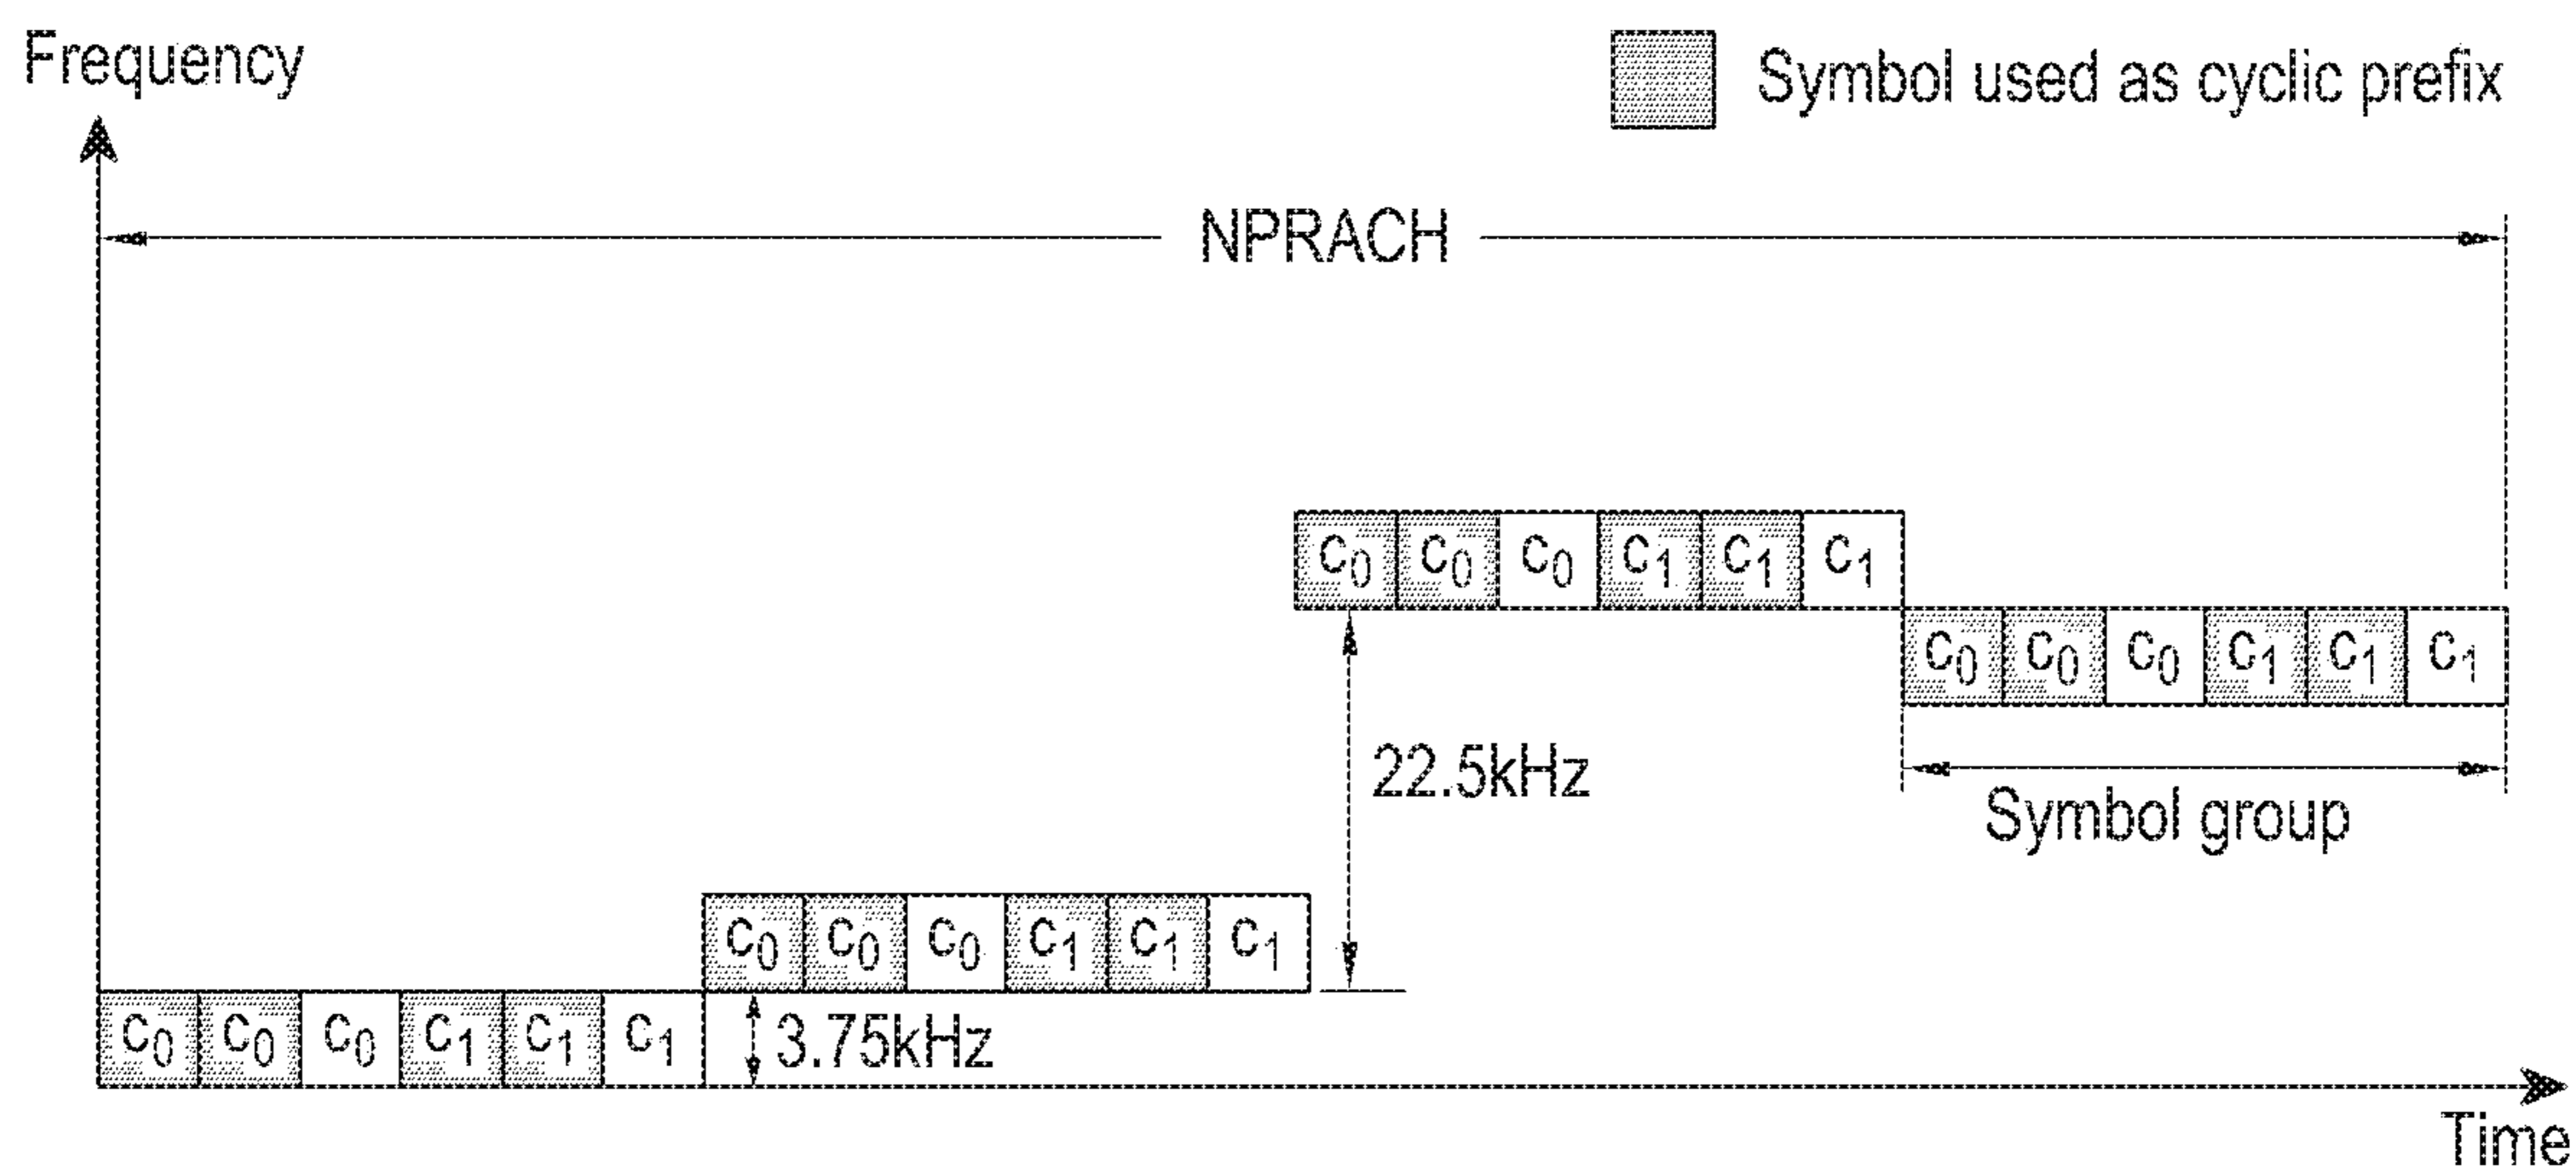 Frequency
Symbol used as cyclic prefix
NPRACH
c₀ c₀ c₀ c₁ c₁ c₁
c₀ c₀ c₀ c₁ c₁ c₁
22.5kHz
Symbol group
c₀ c₀ c₀ c₁ c₁ c₁
c₀ c₀ c₀ c₁ c₁ c₁
3.75kHz
Time